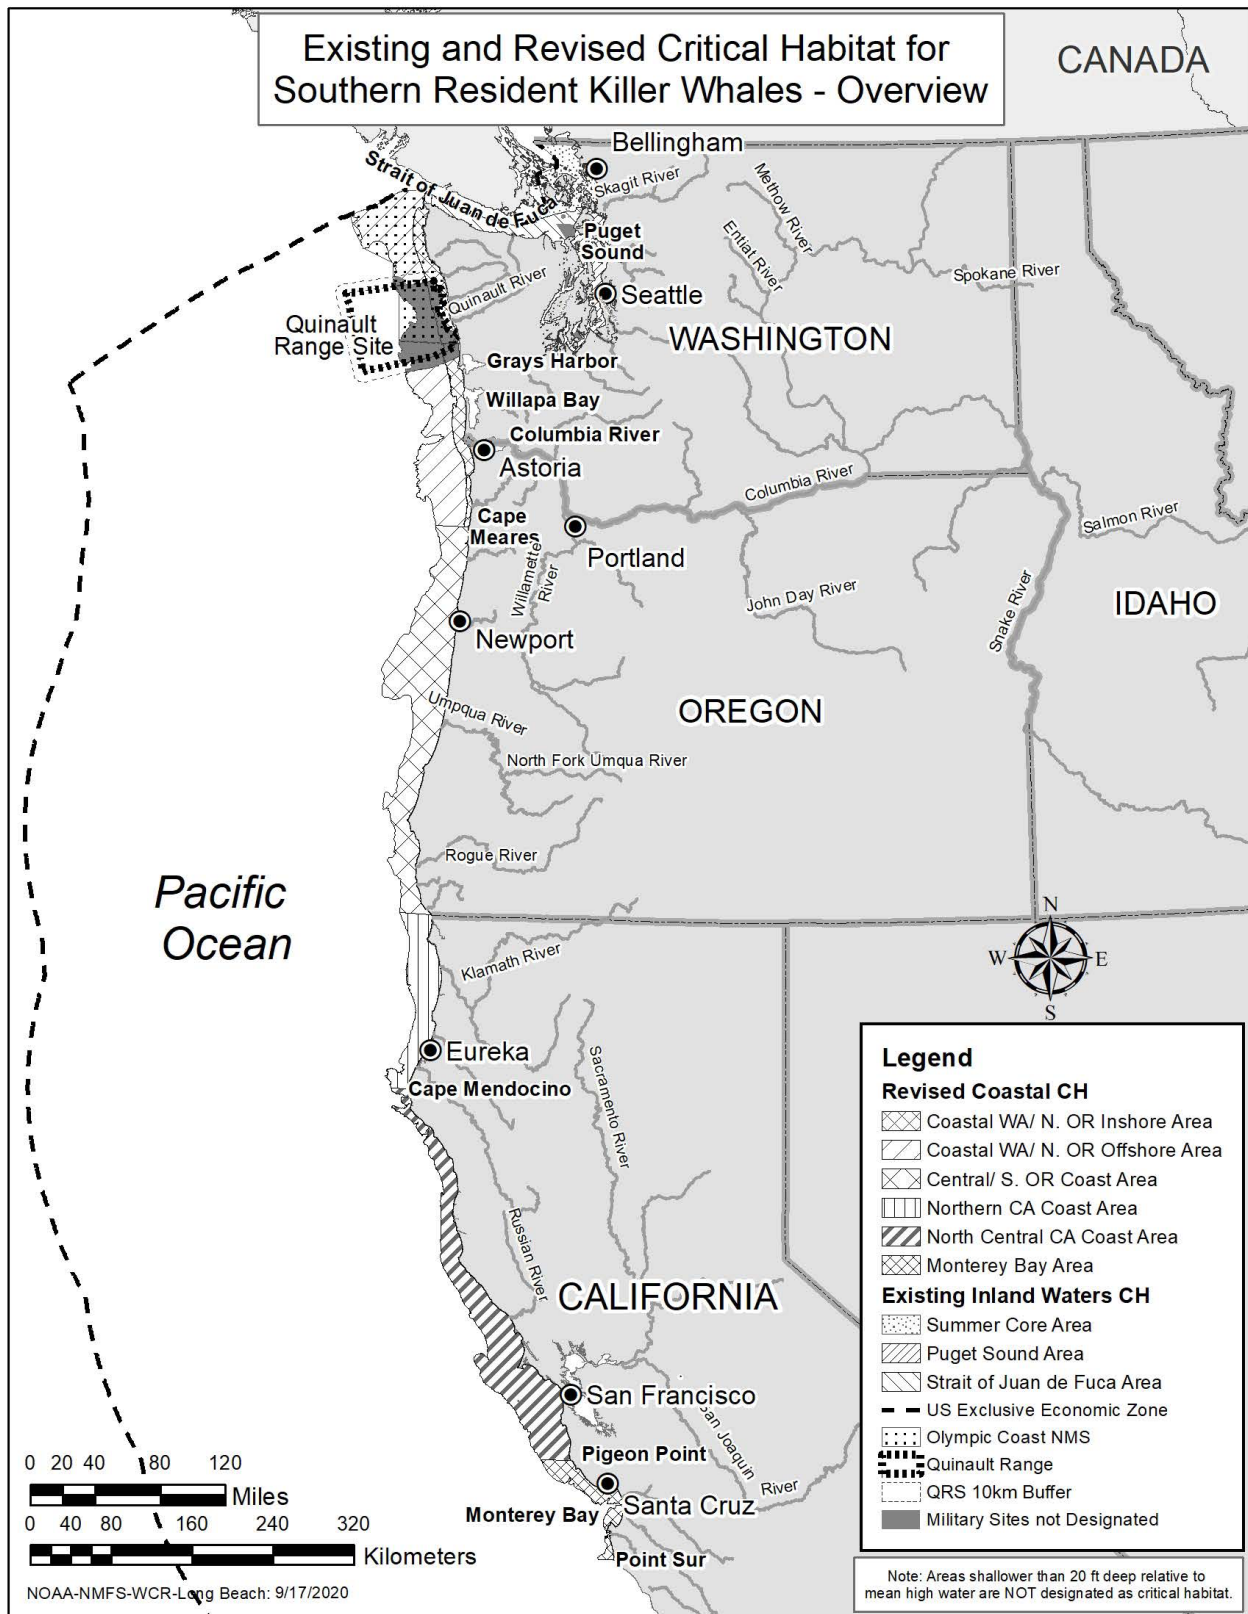 Existing and Revised Critical Habitat for
Southern Resident Killer Whales - Overview
CANADA
Bellingham
Strait of Juan de Fuca
Skagit River
Methow River
Puget
Sound
Entiat River
Spokane River
Quinault River
Seattle
Quinault
Range Site
WASHINGTON
Grays Harbor
Willapa Bay
Columbia River
Astoria
Columbia River
Cape
Meares
Salmon River
Portland
Willamette
River
John Day River
Snake River
IDAHO
Newport
Umpqua River
OREGON
North Fork Umqua River
Rogue River
Pacific
Ocean
N
W
E
S
Klamath River
Eureka
Sacramento River
Cape Mendocino
Russian River
CALIFORNIA
San Francisco
San Joaquin
River
Pigeon Point
Santa Cruz
Monterey Bay
Point Sur
Legend
Revised Coastal CH
Coastal WA/ N. OR Inshore Area
Coastal WA/ N. OR Offshore Area
Central/ S. OR Coast Area
Northern CA Coast Area
North Central CA Coast Area
Monterey Bay Area
Existing Inland Waters CH
Summer Core Area
Puget Sound Area
Strait of Juan de Fuca Area
US Exclusive Economic Zone
Olympic Coast NMS
Quinault Range
QRS 10km Buffer
Military Sites not Designated
0 20 40 80 120
Miles
0 40 80 160 240 320
Kilometers
NOAA-NMFS-WCR-Long Beach: 9/17/2020
Note: Areas shallower than 20 ft deep relative to
mean high water are NOT designated as critical habitat.